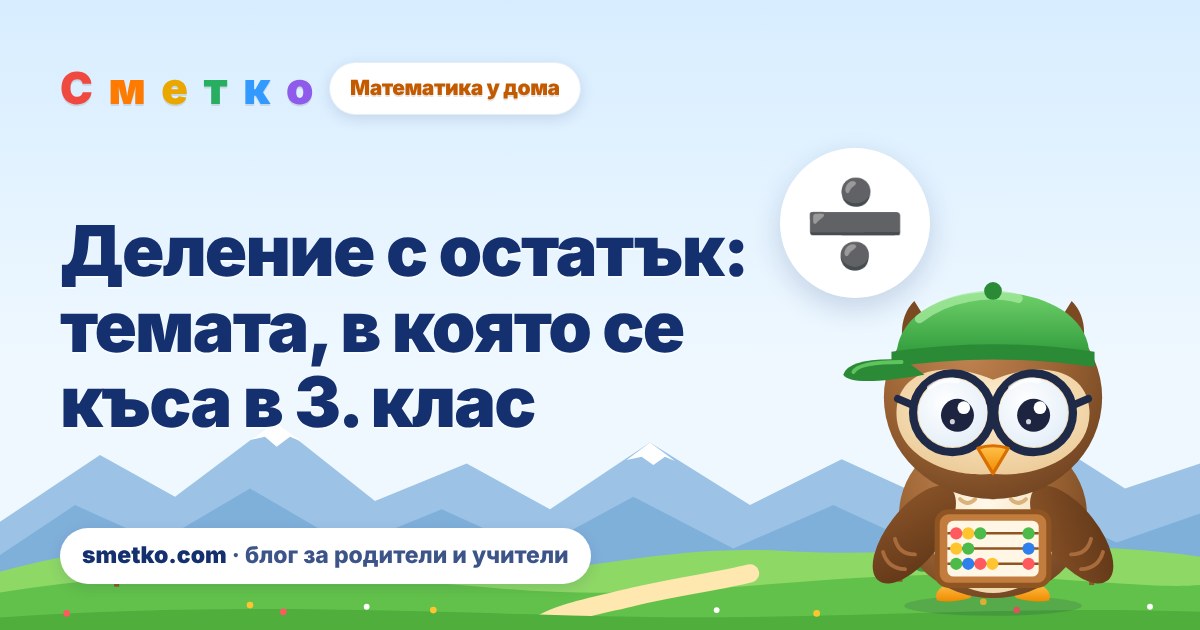 Сметко
Математика у дома
Деление с остатък:
темата, в която се
къса в 3. клас
smetko.com · блог за родители и учители